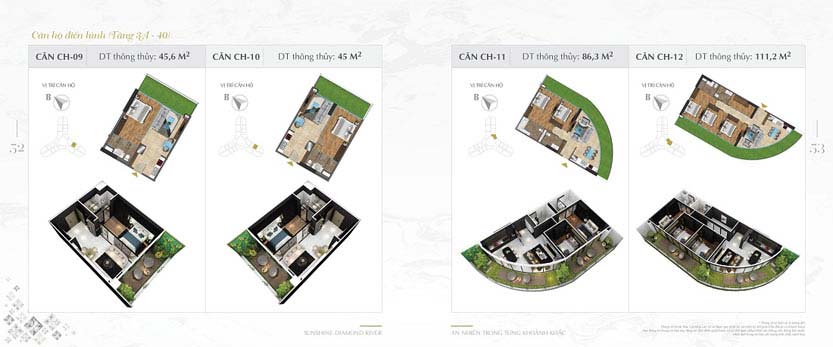 Căn hộ điển hình (Tầng 3A - 40)
CĂN CH-09
DT thông thủy: 45,6 M²
CĂN CH-10
DT thông thủy: 45 M²
CĂN CH-11
DT thông thủy: 86,3 M²
CĂN CH-12
DT thông thủy: 111,2 M²
VỊ TRÍ CĂN HỘ
B
VỊ TRÍ CĂN HỘ
B
VỊ TRÍ CĂN HỘ
B
VỊ TRÍ CĂN HỘ
B
52
53
SUNSHINE DIAMOND RIVER
AN NHIÊN TRONG TỪNG KHOẢNH KHẮC